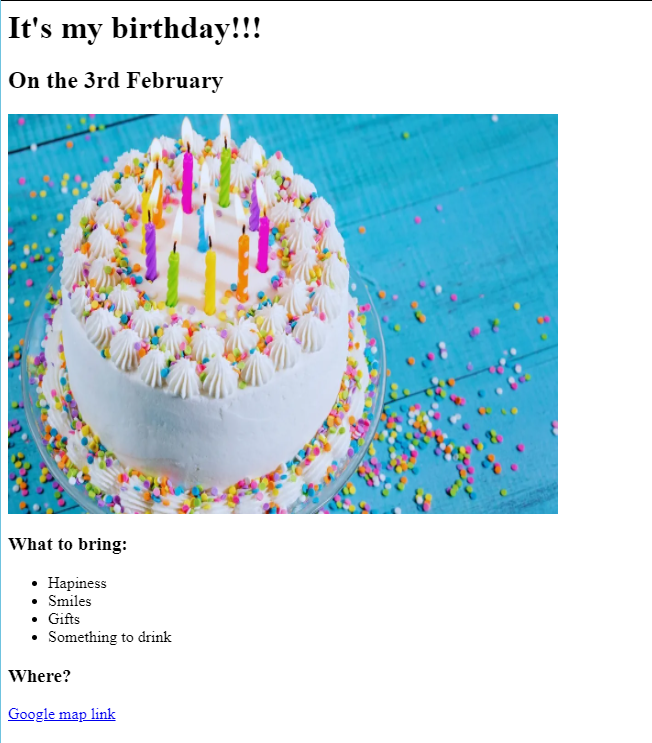 It's my birthday!!!
On the 3rd February
What to bring:
Hapiness
Smiles
Gifts
Something to drink
Where?
Google map link